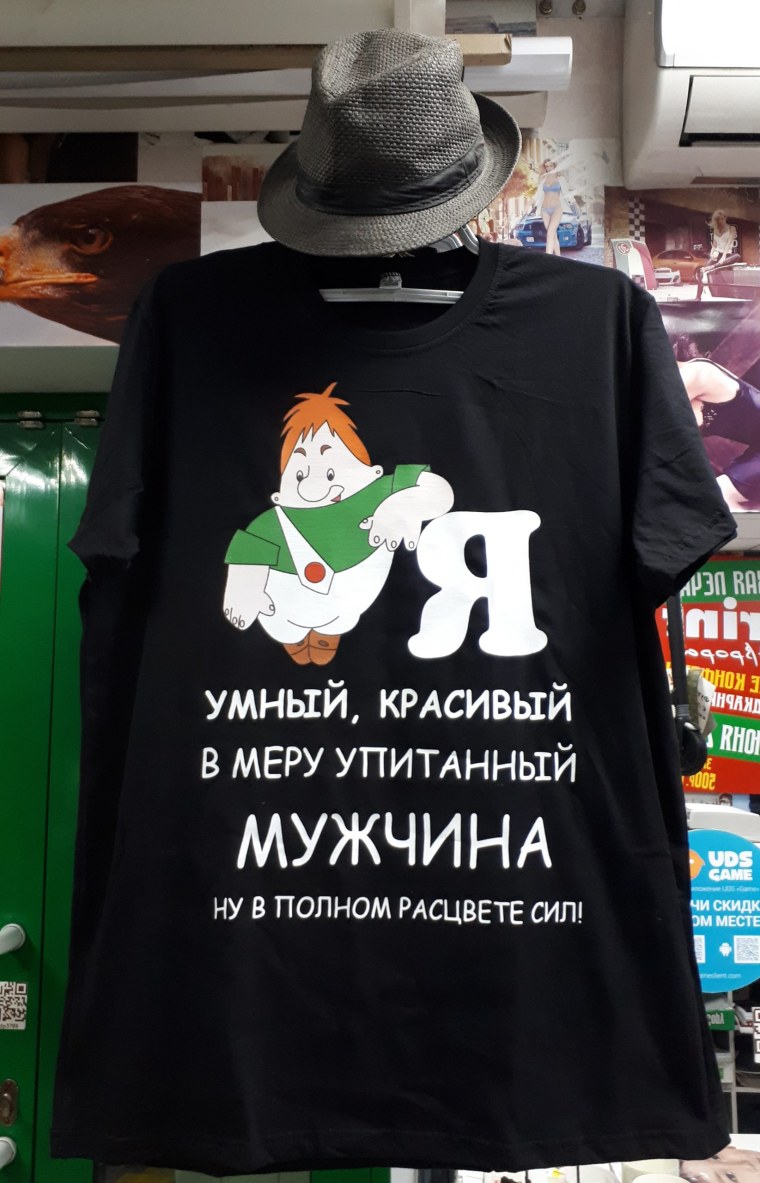 Я
УМНЫЙ, КРАСИВЫЙ
В МЕРУ УПИТАННЫЙ
МУЖЧИНА
НУ В ПОЛНОМ РАСЦВЕТЕ СИЛ!
UDS
GAME